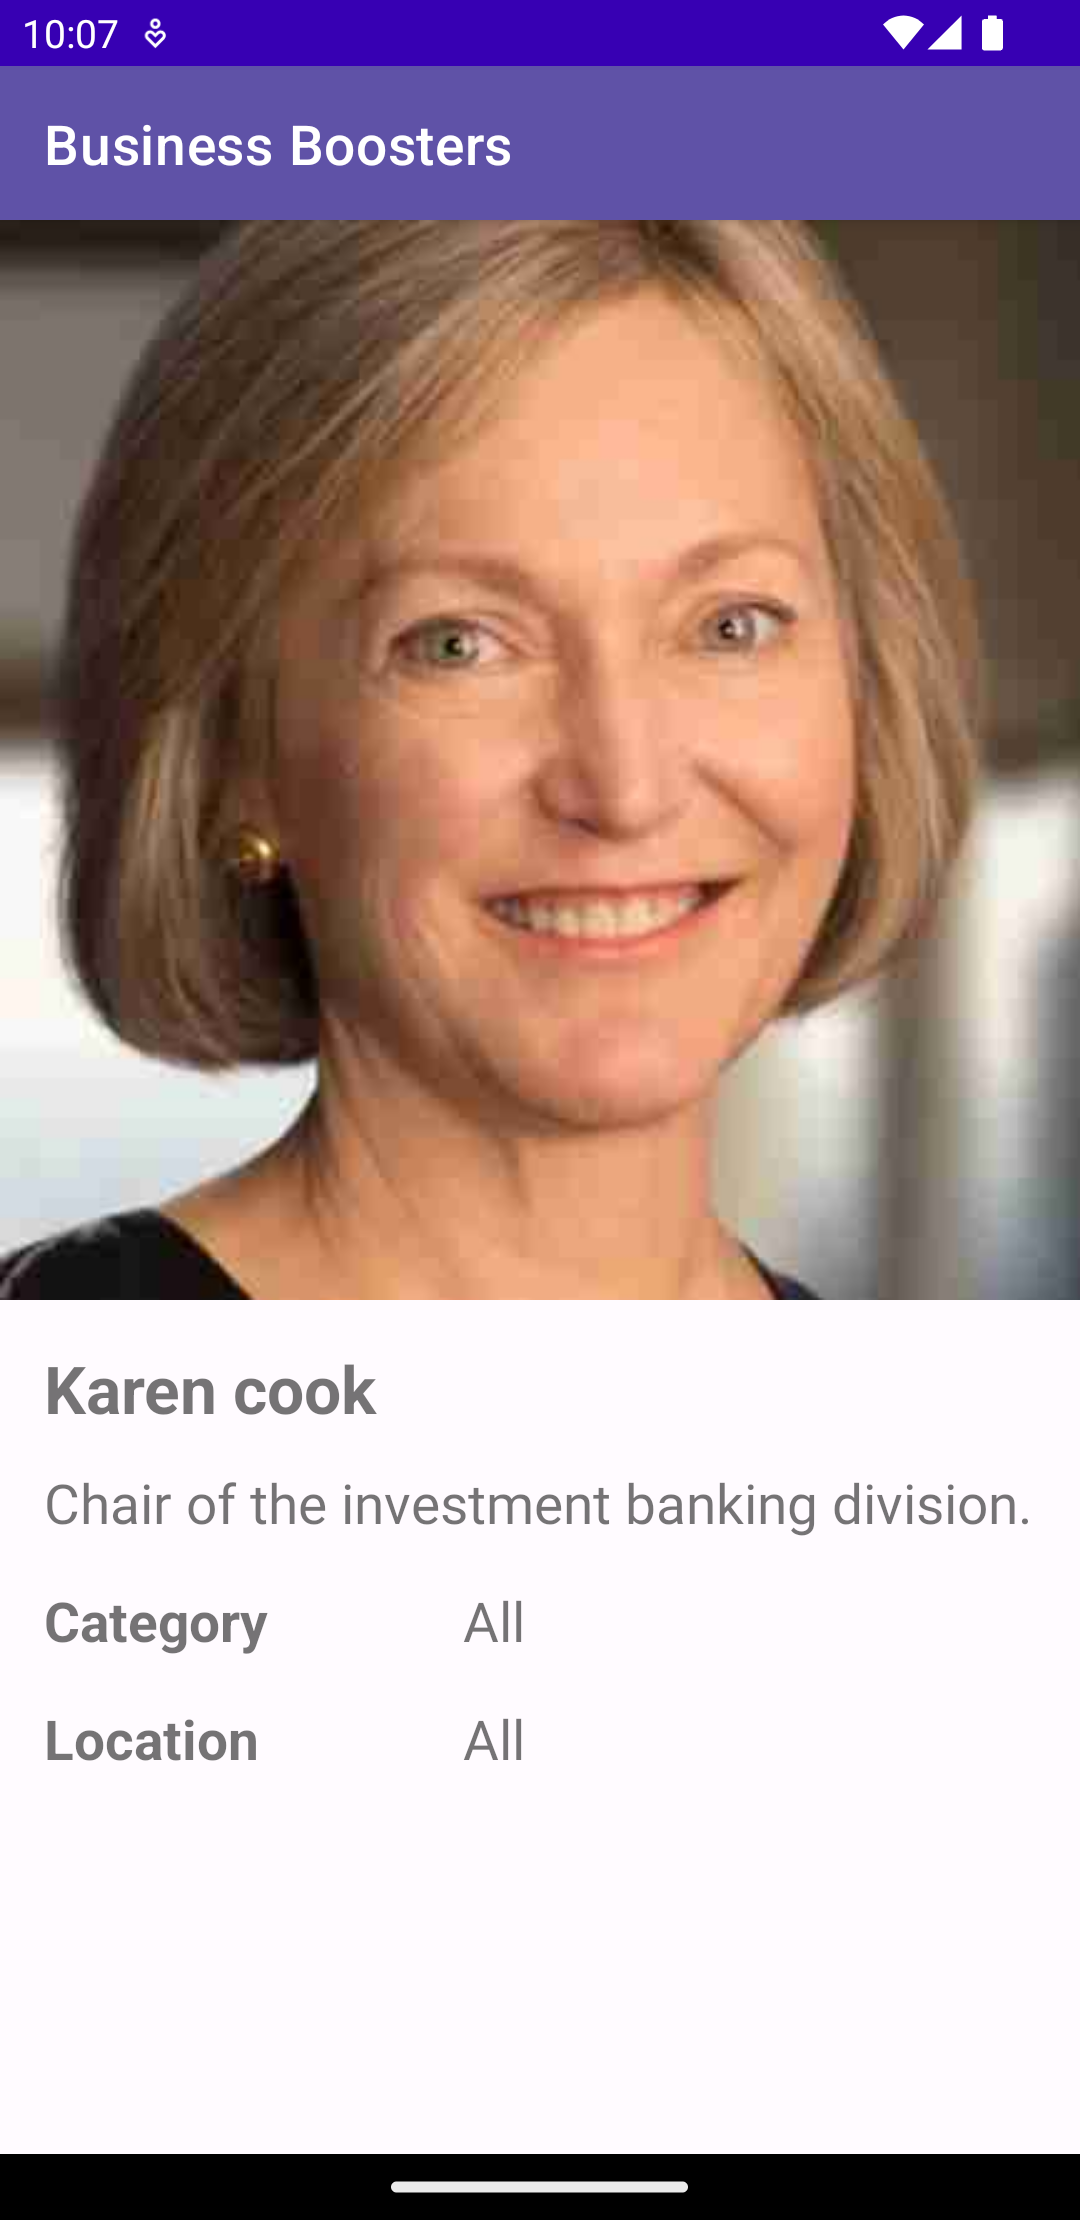 10:07
Business Boosters
Karen cook
Chair of the investment banking division.
Category All
Location All